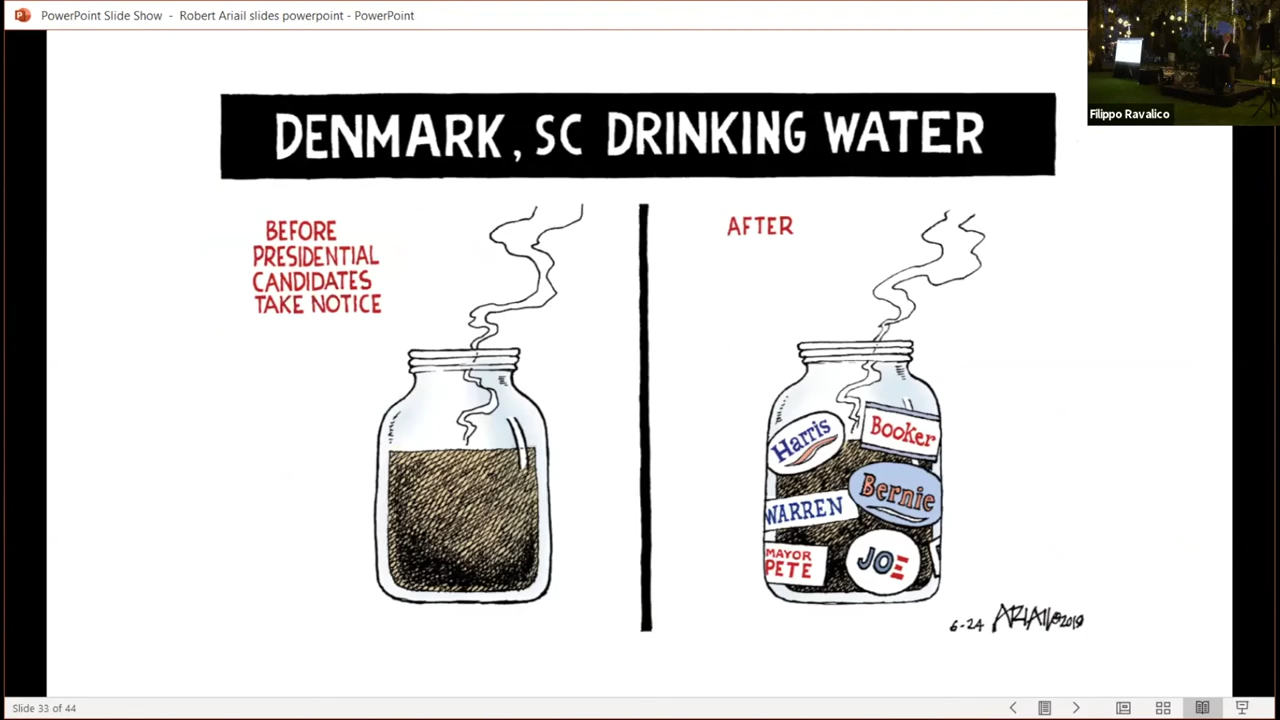 PowerPoint Slide Show - Robert Ariail slides powerpoint - PowerPoint
Filippo Ravalico
DENMARK, SC DRINKING WATER
BEFORE
PRESIDENTIAL
CANDIDATES
TAKE NOTICE
AFTER
Harris
Booker
Bernie
WARREN
MAYOR
PETE
JOE
6-24 ARIAIL ©2019
Slide 33 of 44